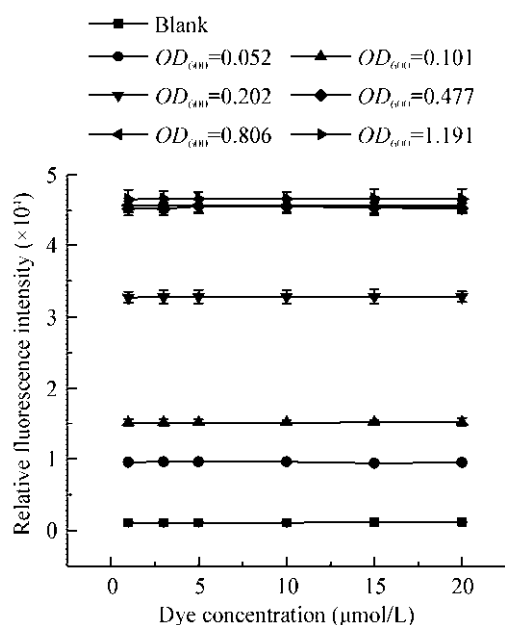 Blank
OD₆₀₀=0.052 OD₆₀₀=0.101
OD₆₀₀=0.202 OD₆₀₀=0.477
OD₆₀₀=0.806 OD₆₀₀=1.191
5
4
3
2
1
0
Relative fluorescence intensity (×10³)
0 5 10 15 20
Dye concentration (μmol/L)